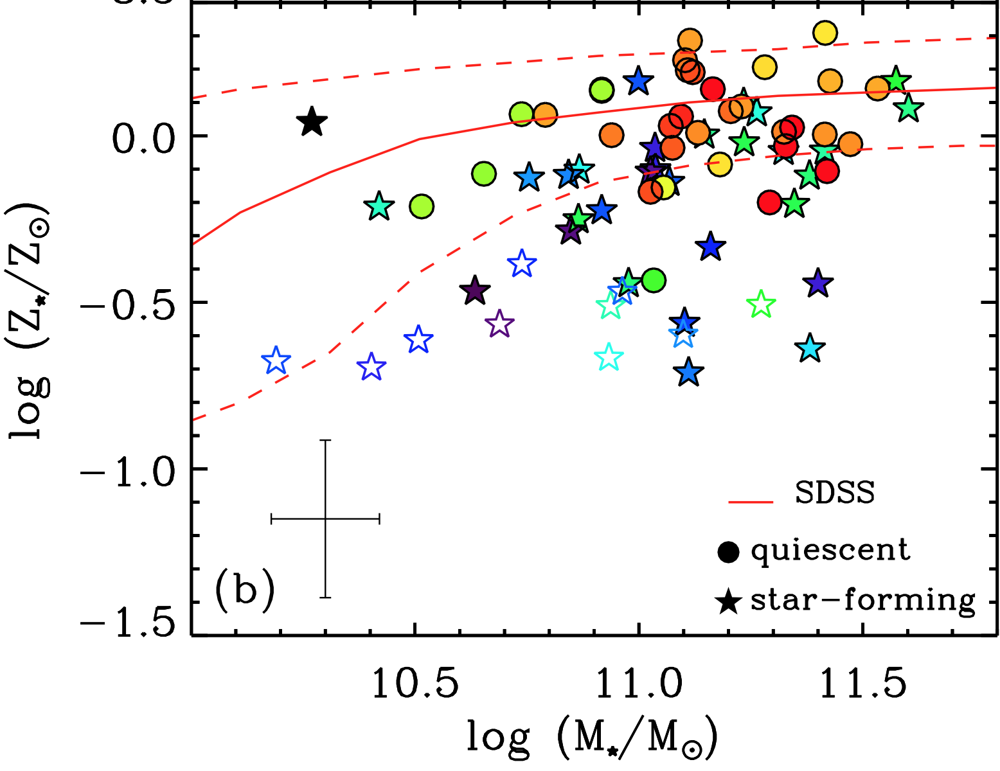 0.0
−0.5
−1.0
−1.5
log (Z★/Z⊙)
SDSS
quiescent
star−forming
(b)
10.5 11.0 11.5
log (M★/M⊙)